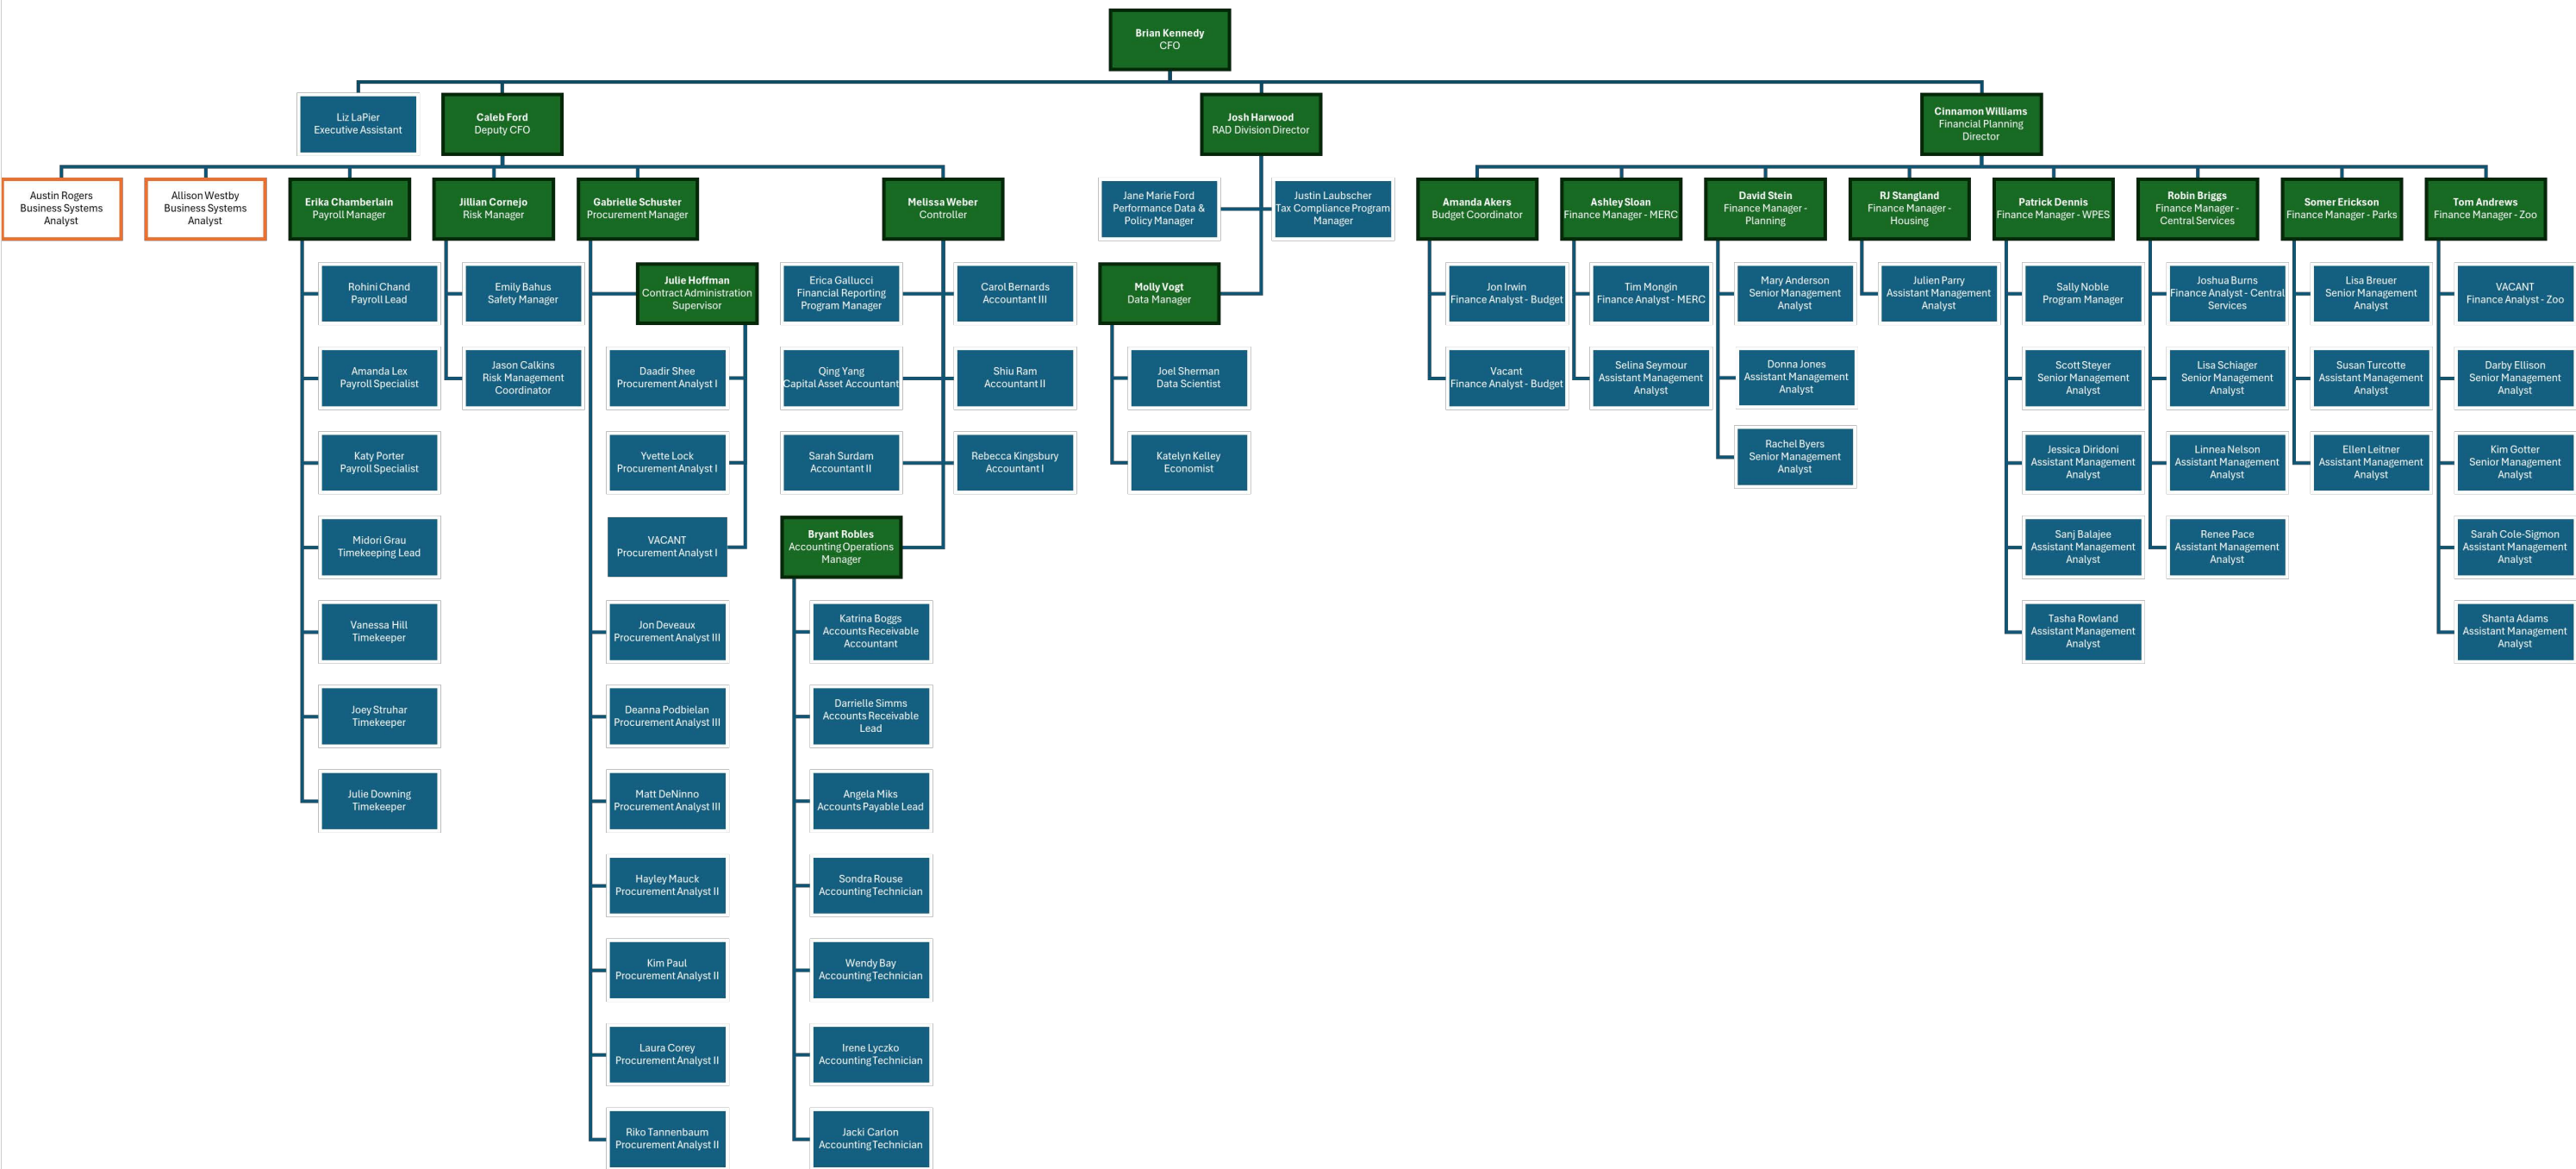 Brian Kennedy
CFO
Liz LaPier
Executive Assistant
Caleb Ford
Deputy CFO
Josh Harwood
RAD Division Director
Cinnamon Williams
Financial Planning
Director
Austin Rogers
Business Systems
Analyst
Allison Westby
Business Systems
Analyst
Erika Chamberlain
Payroll Manager
Jillian Cornejo
Risk Manager
Gabrielle Schuster
Procurement Manager
Melissa Weber
Controller
Jane Marie Ford
Performance Data &
Policy Manager
Justin Laubscher
Tax Compliance Program
Manager
Amanda Akers
Budget Coordinator
Ashley Sloan
Finance Manager - MERC
David Stein
Finance Manager -
Planning
RJ Stangland
Finance Manager -
Housing
Patrick Dennis
Finance Manager - WPES
Robin Briggs
Finance Manager -
Central Services
Somer Erickson
Finance Manager - Parks
Tom Andrews
Finance Manager - Zoo
Rohini Chand
Payroll Lead
Emily Bahus
Safety Manager
Julie Hoffman
Contract Administration
Supervisor
Erica Gallucci
Financial Reporting
Program Manager
Carol Bernards
Accountant III
Molly Vogt
Data Manager
Jon Irwin
Finance Analyst - Budget
Tim Mongin
Finance Analyst - MERC
Mary Anderson
Senior Management
Analyst
Julien Parry
Assistant Management
Analyst
Sally Noble
Program Manager
Joshua Burns
Finance Analyst - Central
Services
Lisa Breuer
Senior Management
Analyst
VACANT
Finance Analyst - Zoo
Amanda Lex
Payroll Specialist
Jason Calkins
Risk Management
Coordinator
Daadir Shee
Procurement Analyst I
Qing Yang
Capital Asset Accountant
Shiu Ram
Accountant II
Joel Sherman
Data Scientist
Vacant
Finance Analyst - Budget
Selina Seymour
Assistant Management
Analyst
Donna Jones
Assistant Management
Analyst
Scott Steyer
Senior Management
Analyst
Lisa Schiager
Senior Management
Analyst
Susan Turcotte
Assistant Management
Analyst
Darby Ellison
Senior Management
Analyst
Katy Porter
Payroll Specialist
Yvette Lock
Procurement Analyst I
Sarah Surdam
Accountant II
Rebecca Kingsbury
Accountant I
Katelyn Kelley
Economist
Rachel Byers
Senior Management
Analyst
Jessica Diridoni
Assistant Management
Analyst
Linnea Nelson
Assistant Management
Analyst
Ellen Leitner
Assistant Management
Analyst
Kim Gotter
Senior Management
Analyst
Midori Grau
Timekeeping Lead
VACANT
Procurement Analyst I
Bryant Robles
Accounting Operations
Manager
Sanj Balajee
Assistant Management
Analyst
Renee Pace
Assistant Management
Analyst
Sarah Cole-Sigmon
Assistant Management
Analyst
Vanessa Hill
Timekeeper
Jon Deveaux
Procurement Analyst III
Katrina Boggs
Accounts Receivable
Accountant
Tasha Rowland
Assistant Management
Analyst
Shanta Adams
Assistant Management
Analyst
Joey Struhar
Timekeeper
Deanna Podbielan
Procurement Analyst III
Darrielle Simms
Accounts Receivable
Lead
Julie Downing
Timekeeper
Matt DeNinno
Procurement Analyst III
Angela Miks
Accounts Payable Lead
Hayley Mauck
Procurement Analyst II
Sondra Rouse
Accounting Technician
Kim Paul
Procurement Analyst II
Wendy Bay
Accounting Technician
Laura Corey
Procurement Analyst II
Irene Lyczko
Accounting Technician
Riko Tannenbaum
Procurement Analyst II
Jacki Carlon
Accounting Technician